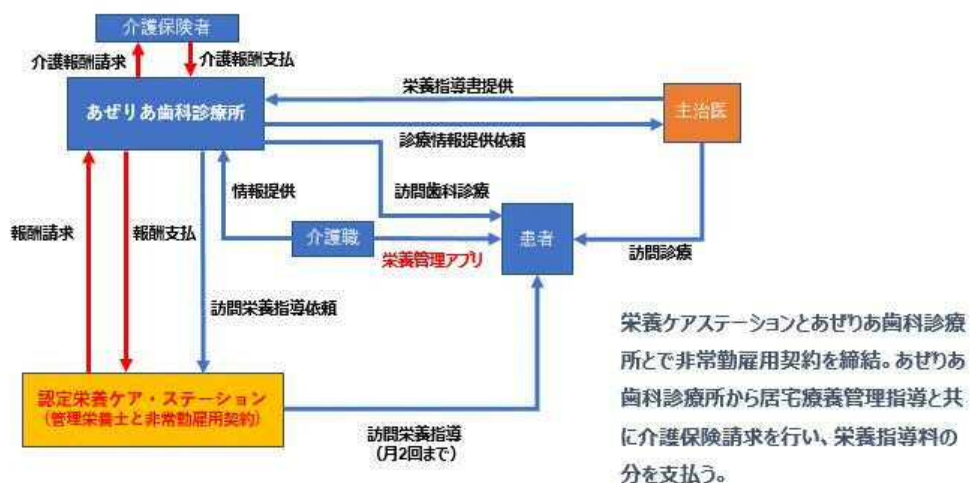 介護保険者
介護報酬請求
介護報酬支払
あぜりあ歯科診療所
栄養指導書提供
主治医
診療情報提供依頼
情報提供
訪問歯科診療
報酬請求
報酬支払
介護職
患者
栄養管理アプリ
訪問診療
訪問栄養指導依頼
認定栄養ケア・ステーション
（管理栄養士と非常勤雇用契約）
訪問栄養指導
（月2回まで）
栄養ケアステーションとあぜりあ歯科診療
所とで非常勤雇用契約を締結。あぜりあ
歯科診療所から居宅療養管理指導と共
に介護保険請求を行い、栄養指導料の
分を支払う。